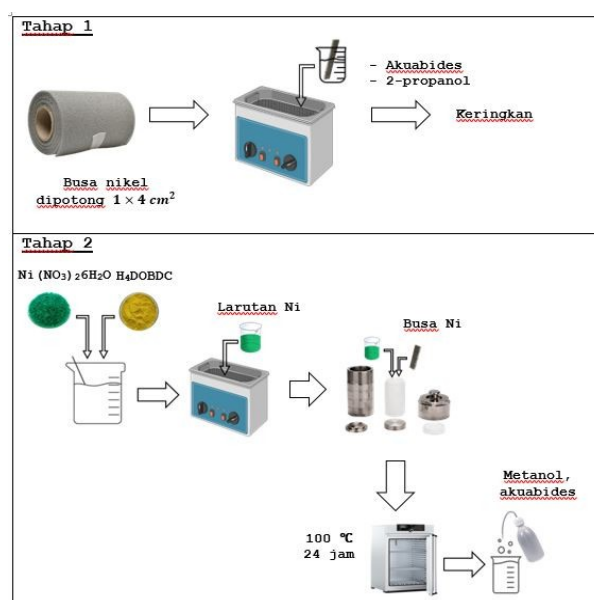 Tahap 1
- Akuabides
- 2-propanol
Keringkan
Busa nikel
dipotong 1 × 4 cm²
Tahap 2
Ni(NO₃)₂6H₂O H₄DOBDC
Larutan Ni
Busa Ni
100 ℃
24 jam
Metanol,
akuabides